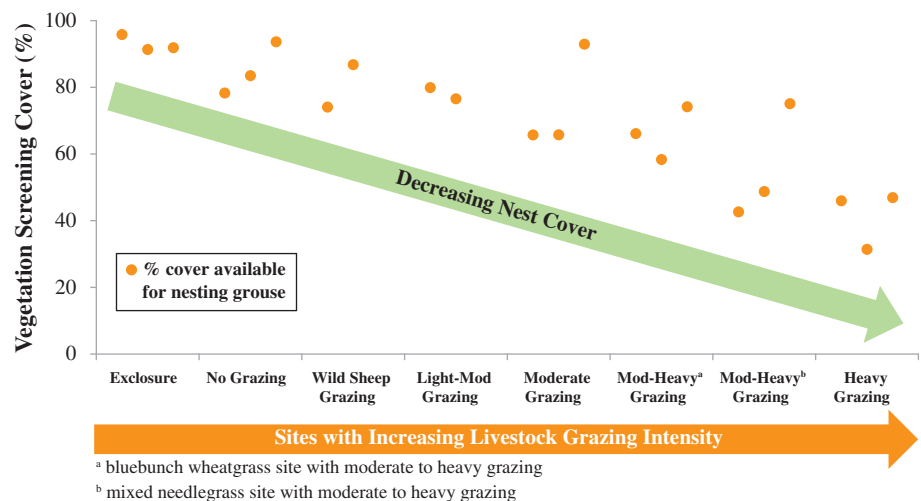 Vegetation Screening Cover (%)
100
80
60
40
20
0
Decreasing Nest Cover
% cover available
for nesting grouse
Exclosure
No Grazing
Wild Sheep
Grazing
Light-Mod
Grazing
Moderate
Grazing
Mod-Heavyᵃ
Grazing
Mod-Heavyᵇ
Grazing
Heavy
Grazing
Sites with Increasing Livestock Grazing Intensity
ᵃ bluebunch wheatgrass site with moderate to heavy grazing
ᵇ mixed needlegrass site with moderate to heavy grazing